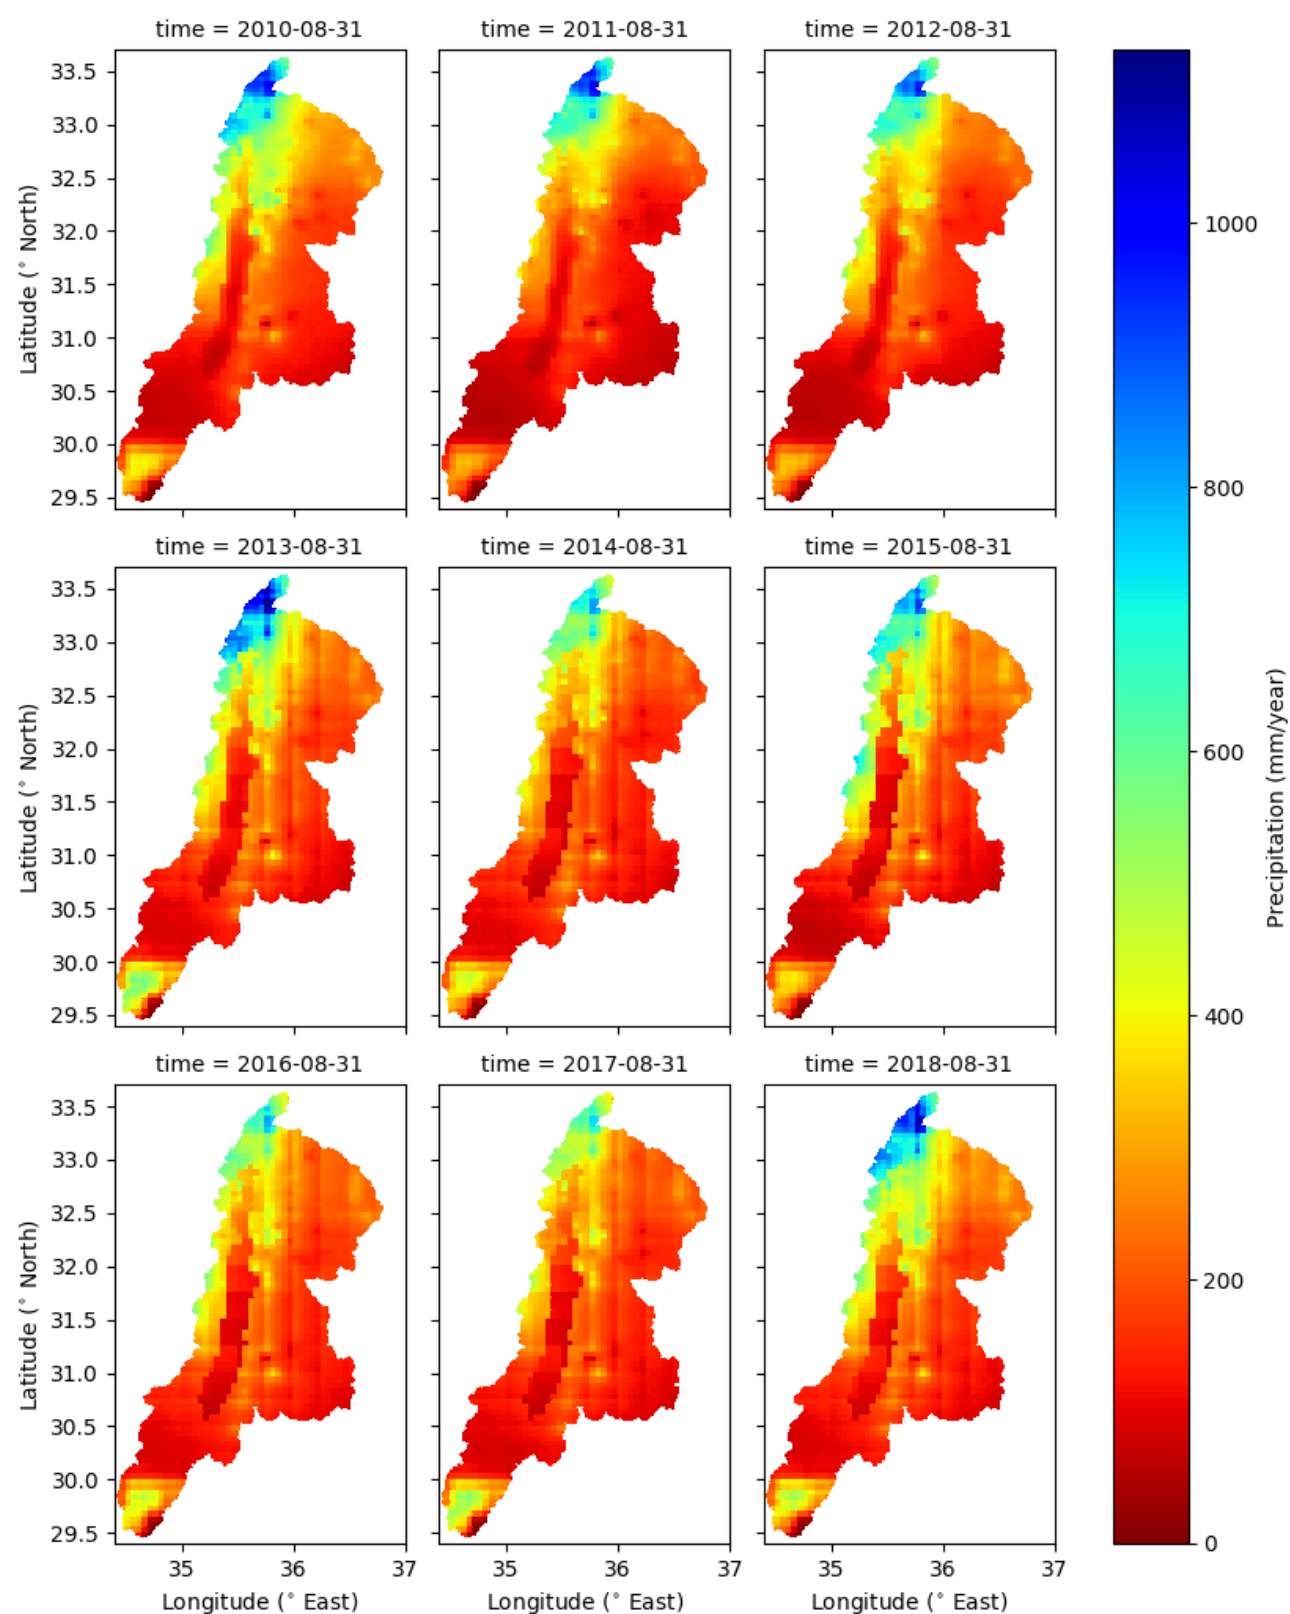 time = 2010-08-31
time = 2011-08-31
time = 2012-08-31
33.5
33.0
32.5
32.0
31.5
31.0
30.5
30.0
29.5
Latitude (° North)
35
36
37
time = 2013-08-31
time = 2014-08-31
time = 2015-08-31
33.5
33.0
32.5
32.0
31.5
31.0
30.5
30.0
29.5
Latitude (° North)
time = 2016-08-31
time = 2017-08-31
time = 2018-08-31
33.5
33.0
32.5
32.0
31.5
31.0
30.5
30.0
29.5
Latitude (° North)
35
36
37
35
36
37
35
36
37
Longitude (° East)
Longitude (° East)
Longitude (° East)
1000
800
600
400
200
0
Precipitation (mm/year)